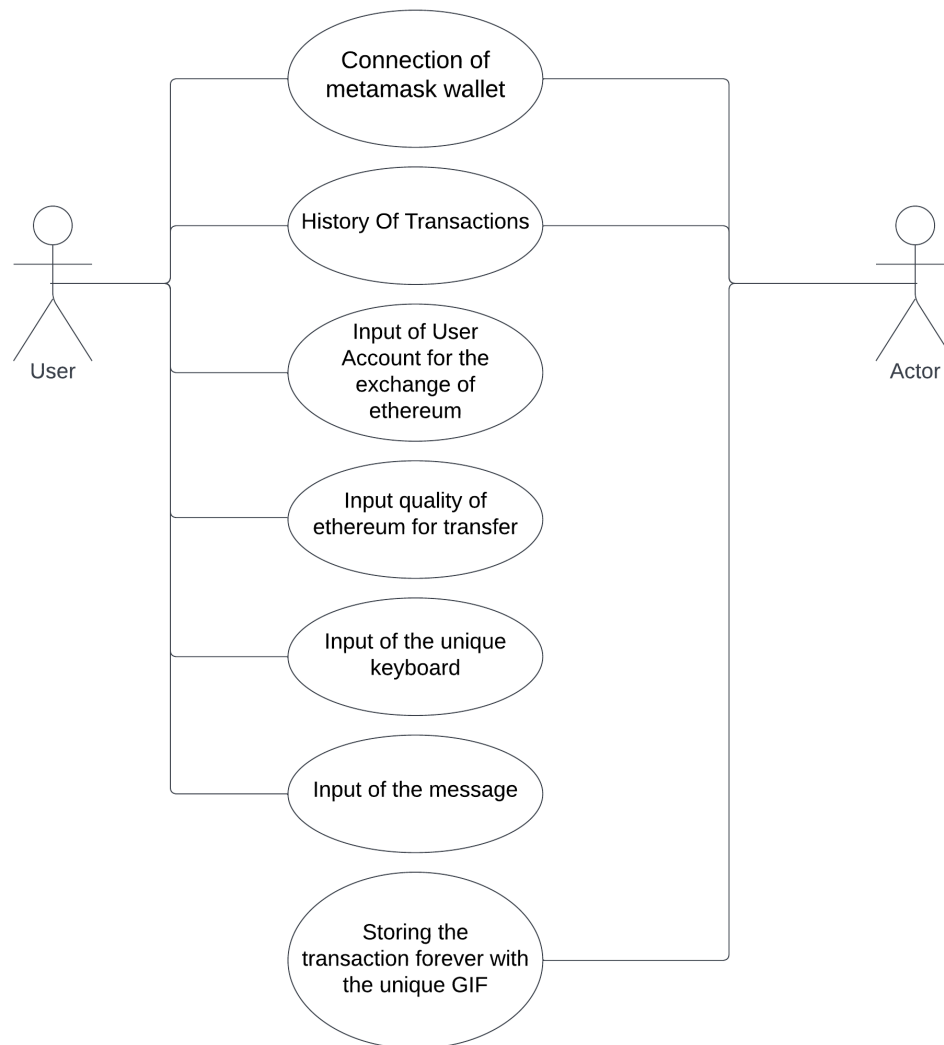 Connection of
metamask wallet
History Of Transactions
Input of User
Account for the
exchange of
ethereum
User
Actor
Input quality of
ethereum for transfer
Input of the unique
keyboard
Input of the message
Storing the
transaction forever with
the unique GIF